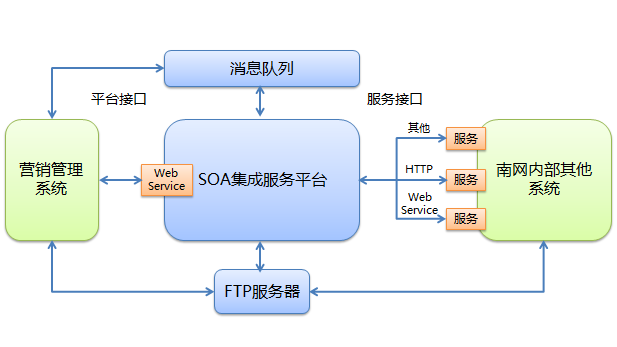 消息队列
平台接口
服务接口
营销管理
系统
Web
Service
SOA集成服务平台
其他
服务
HTTP
服务
Web
Service
服务
南网内部其他
系统
FTP服务器